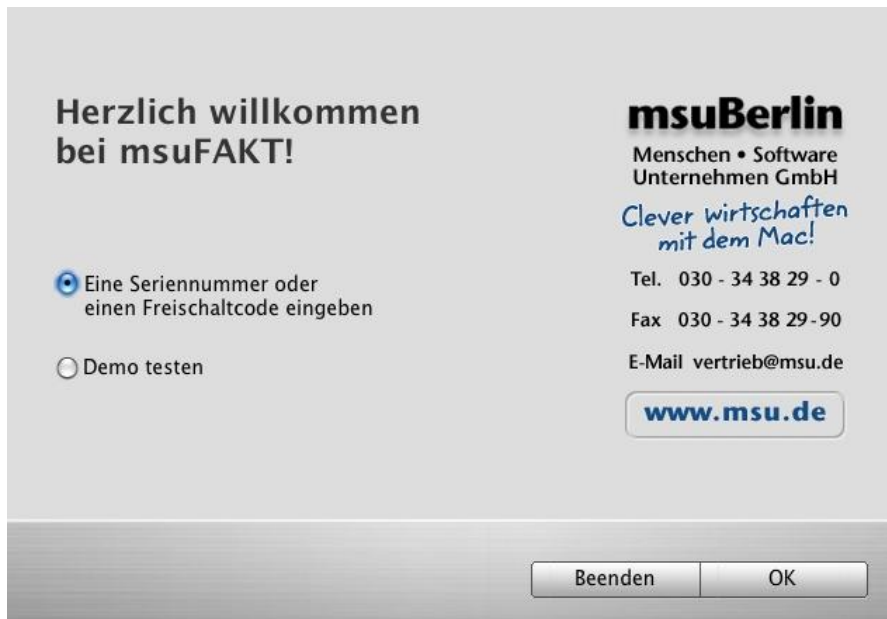 Herzlich willkommen
bei msuFAKT!
Eine Seriennummer oder
einen Freischaltcode eingeben
Demo testen
msuBerlin
Menschen • Software
Unternehmen GmbH
Clever wirtschaften
mit dem Mac!
Tel. 030 - 34 38 29 - 0
Fax 030 - 34 38 29 - 90
E-Mail vertrieb@msu.de
www.msu.de
Beenden OK